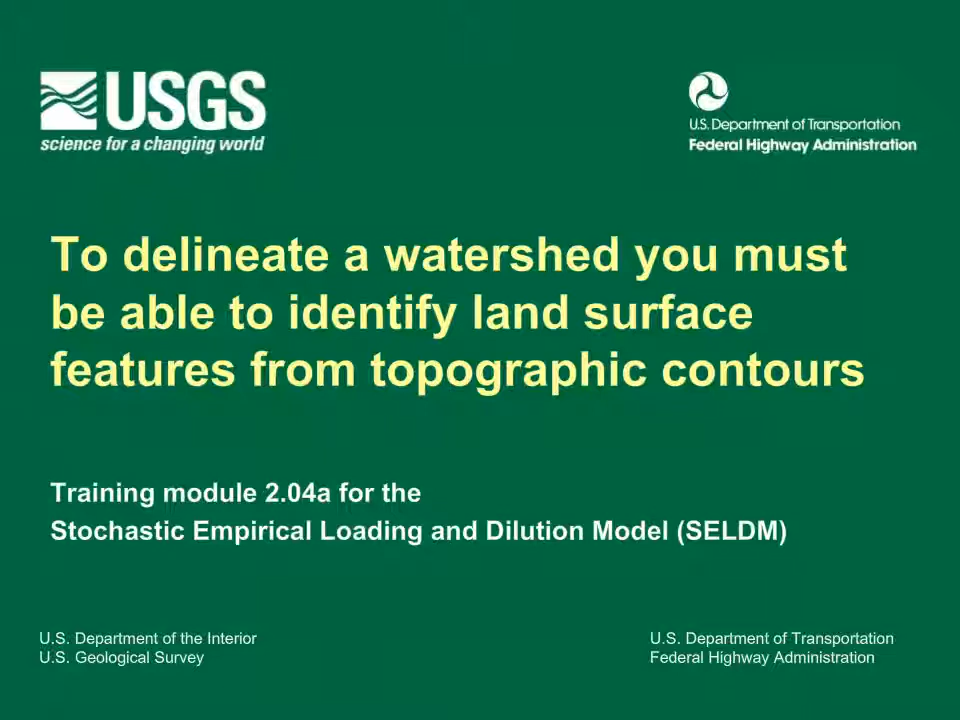 USGS
science for a changing world
U.S. Department of Transportation
Federal Highway Administration
To delineate a watershed you must
be able to identify land surface
features from topographic contours
Training module 2.04a for the
Stochastic Empirical Loading and Dilution Model (SELDM)
U.S. Department of the Interior
U.S. Geological Survey
U.S. Department of Transportation
Federal Highway Administration